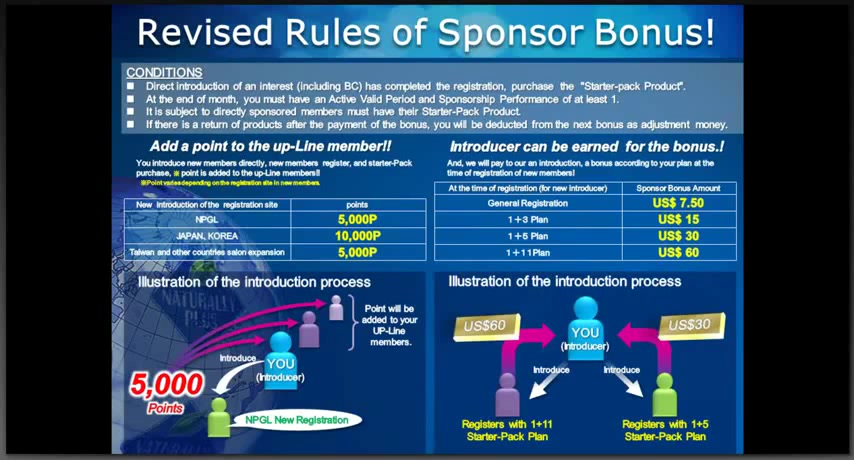 Revised Rules of Sponsor Bonus!
CONDITIONS
Direct introduction of an interest (including BC) has completed the registration, purchase the "Starter-pack Product".
At the end of month, you must have an Active Valid Period and Sponsorship Performance of at least 1.
It is subject to directly sponsored members must have their Starter-Pack Product.
If there is a return of products after the payment of the bonus, you will be deducted from the next bonus as adjustment money.
Add a point to the up-Line member!!
You introduce new members directly, new members register, and starter-Pack
purchase, ※ point is added to the up-Line members!!
※Point varies depending on the registration site in new members.
New introduction of the registration site points
NPGL 5,000P
JAPAN, KOREA 10,000P
Taiwan and other countries salon expansion 5,000P
Introducer can be earned for the bonus.!
And, we will pay to our an introduction, a bonus according to your plan at the
time of registration of new members!
At the time of registration (for new introducer) Sponsor Bonus Amount
General Registration US$ 7.50
1+3 Plan US$ 15
1+5 Plan US$ 30
1+11Plan US$ 60
Illustration of the introduction process
Point will be
added to your
UP-Line
members.
Introduce
YOU
(Introducer)
5,000
Points
NPGL New Registration
NATURALLY
PLUS
NATURALLY
Illustration of the introduction process
US$60
US$30
YOU
(Introducer)
Introduce
Introduce
Registers with 1+11
Starter-Pack Plan
Registers with 1+5
Starter-Pack Plan